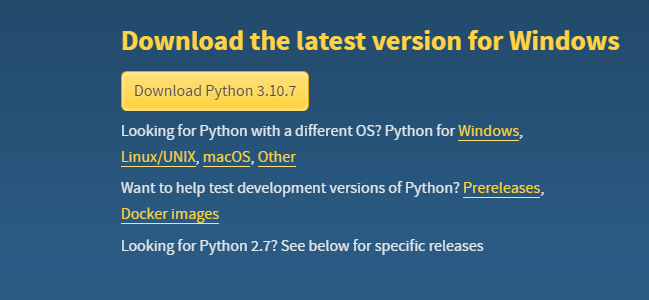 Download the latest version for Windows
Download Python 3.10.7
Looking for Python with a different OS? Python for Windows,
Linux/UNIX, macOS, Other
Want to help test development versions of Python? Prereleases,
Docker images
Looking for Python 2.7? See below for specific releases